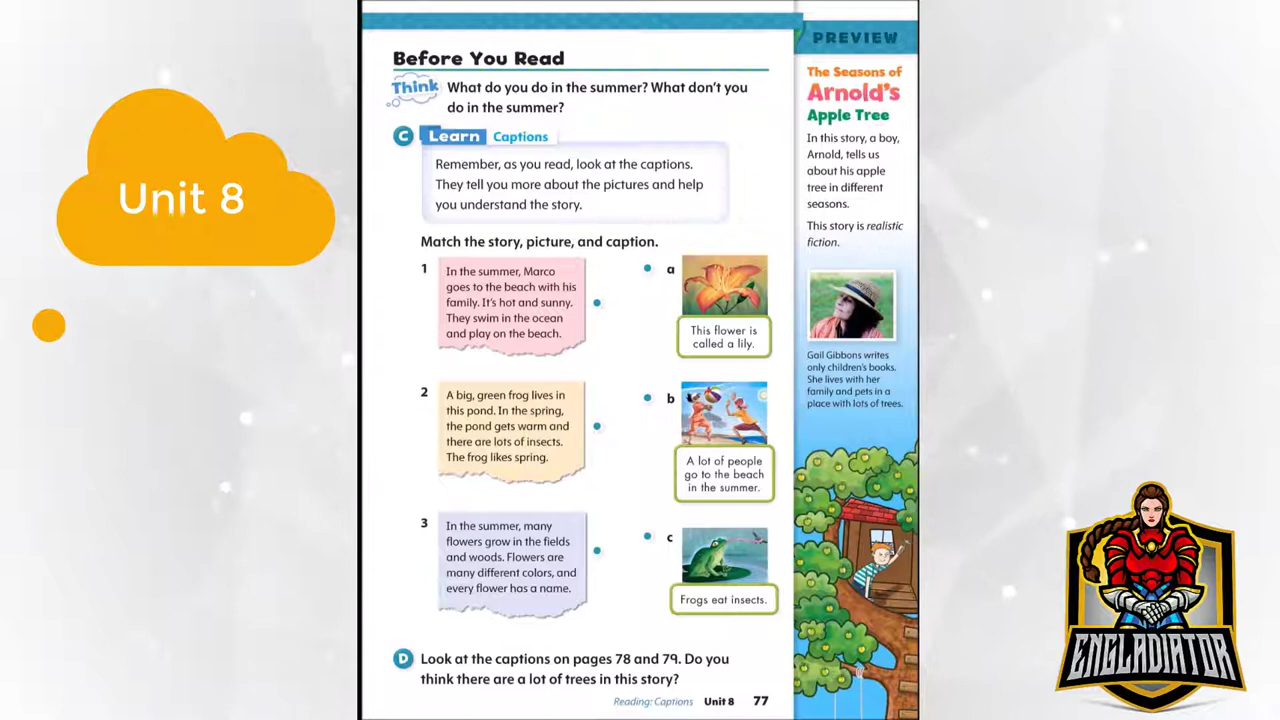 Unit 8
Before You Read
Think
What do you do in the summer? What don't you
do in the summer?
C Learn Captions
Remember, as you read, look at the captions.
They tell you more about the pictures and help
you understand the story.
Match the story, picture, and caption.
1
In the summer, Marco
goes to the beach with his
family. It's hot and sunny.
They swim in the ocean
and play on the beach.
a
This flower is
called a lily.
2
A big, green frog lives in
this pond. In the spring,
the pond gets warm and
there are lots of insects.
The frog likes spring.
b
A lot of people
go to the beach
in the summer.
3
In the summer, many
flowers grow in the fields
and woods. Flowers are
many different colors, and
every flower has a name.
c
Frogs eat insects.
D Look at the captions on pages 78 and 79. Do you
think there are a lot of trees in this story?
Reading: Captions Unit 8 77
PREVIEW
The Seasons of
Arnold's
Apple Tree
In this story, a boy,
Arnold, tells us
about his apple
tree in different
seasons.
This story is realistic
fiction.
Gail Gibbons writes
only children's books.
She lives with her
family and pets in a
place with lots of trees.
ENGLADIATOR